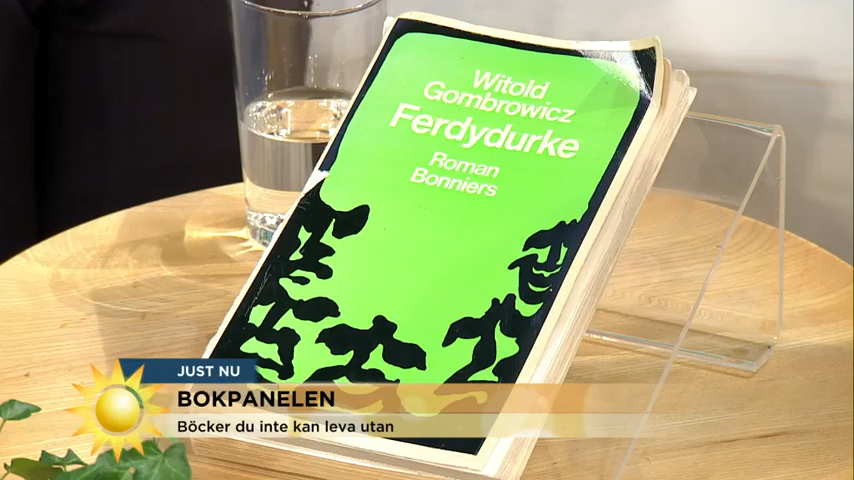 Witold
Gombrowicz
Ferdydurke
Roman
Bonniers
JUST NU
BOKPANELEN
Böcker du inte kan leva utan